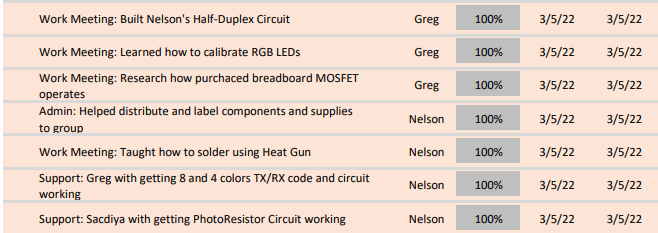 Work Meeting: Built Nelson's Half-Duplex Circuit Greg 100% 3/5/22 3/5/22
Work Meeting: Learned how to calibrate RGB LEDs Greg 100% 3/5/22 3/5/22
Work Meeting: Research how purchaced breadboard MOSFET
operates Greg 100% 3/5/22 3/5/22
Admin: Helped distribute and label components and supplies
to group Nelson 100% 3/5/22 3/5/22
Work Meeting: Taught how to solder using Heat Gun Nelson 100% 3/5/22 3/5/22
Support: Greg with getting 8 and 4 colors TX/RX code and circuit
working Nelson 100% 3/5/22 3/5/22
Support: Sacdiya with getting PhotoResistor Circuit working Nelson 100% 3/5/22 3/5/22